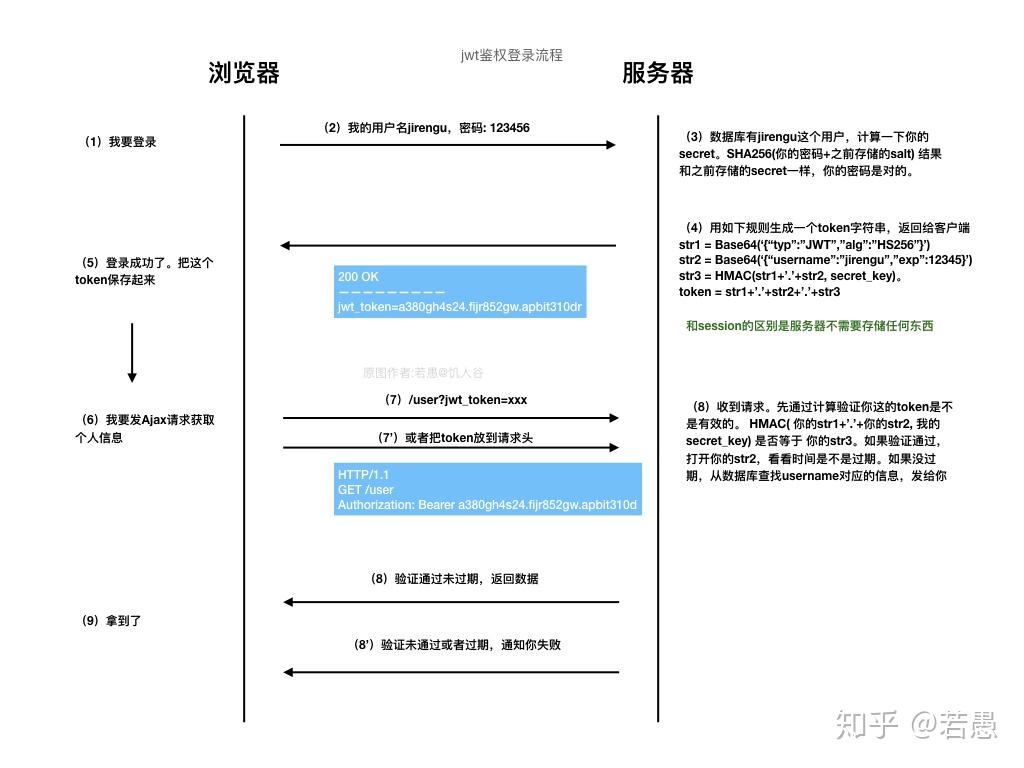 jwt鉴权登录流程
浏览器
服务器
（1）我要登录
（2）我的用户名jirengu，密码: 123456
（3）数据库有jirengu这个用户，计算一下你的
secret。SHA256(你的密码+之前存储的salt) 结果
和之前存储的secret一样，你的密码是对的。
（4）用如下规则生成一个token字符串，返回给客户端
str1 = Base64(‘{“typ”:”JWT”,”alg”:”HS256”}’)
str2 = Base64(‘{“username”:”jirengu”,”exp”:12345}’)
str3 = HMAC(str1+’.’+str2, secret_key)。
token = str1+’.’+str2+’.’+str3
（5）登录成功了。把这个
token保存起来
200 OK
－－－－－－－－－
jwt_token=a380gh4s24.fijr852gw.apbit310dr
和session的区别是服务器不需要存储任何东西
原图作者:若愚@饥人谷
（6）我要发Ajax请求获取
个人信息
（7）/user?jwt_token=xxx
（7’）或者把token放到请求头
HTTP/1.1
GET /user
Authorization: Bearer a380gh4s24.fijr852gw.apbit310d
（8）收到请求。先通过计算验证你这的token是不
是有效的。 HMAC( 你的str1+’.’+你的str2, 我的
secret_key) 是否等于 你的str3。如果验证通过，
打开你的str2，看看时间是不是过期。如果没过
期，从数据库查找username对应的信息，发给你
（8）验证通过未过期，返回数据
（9）拿到了
（8’）验证未通过或者过期，通知你失败
知乎 @若愚